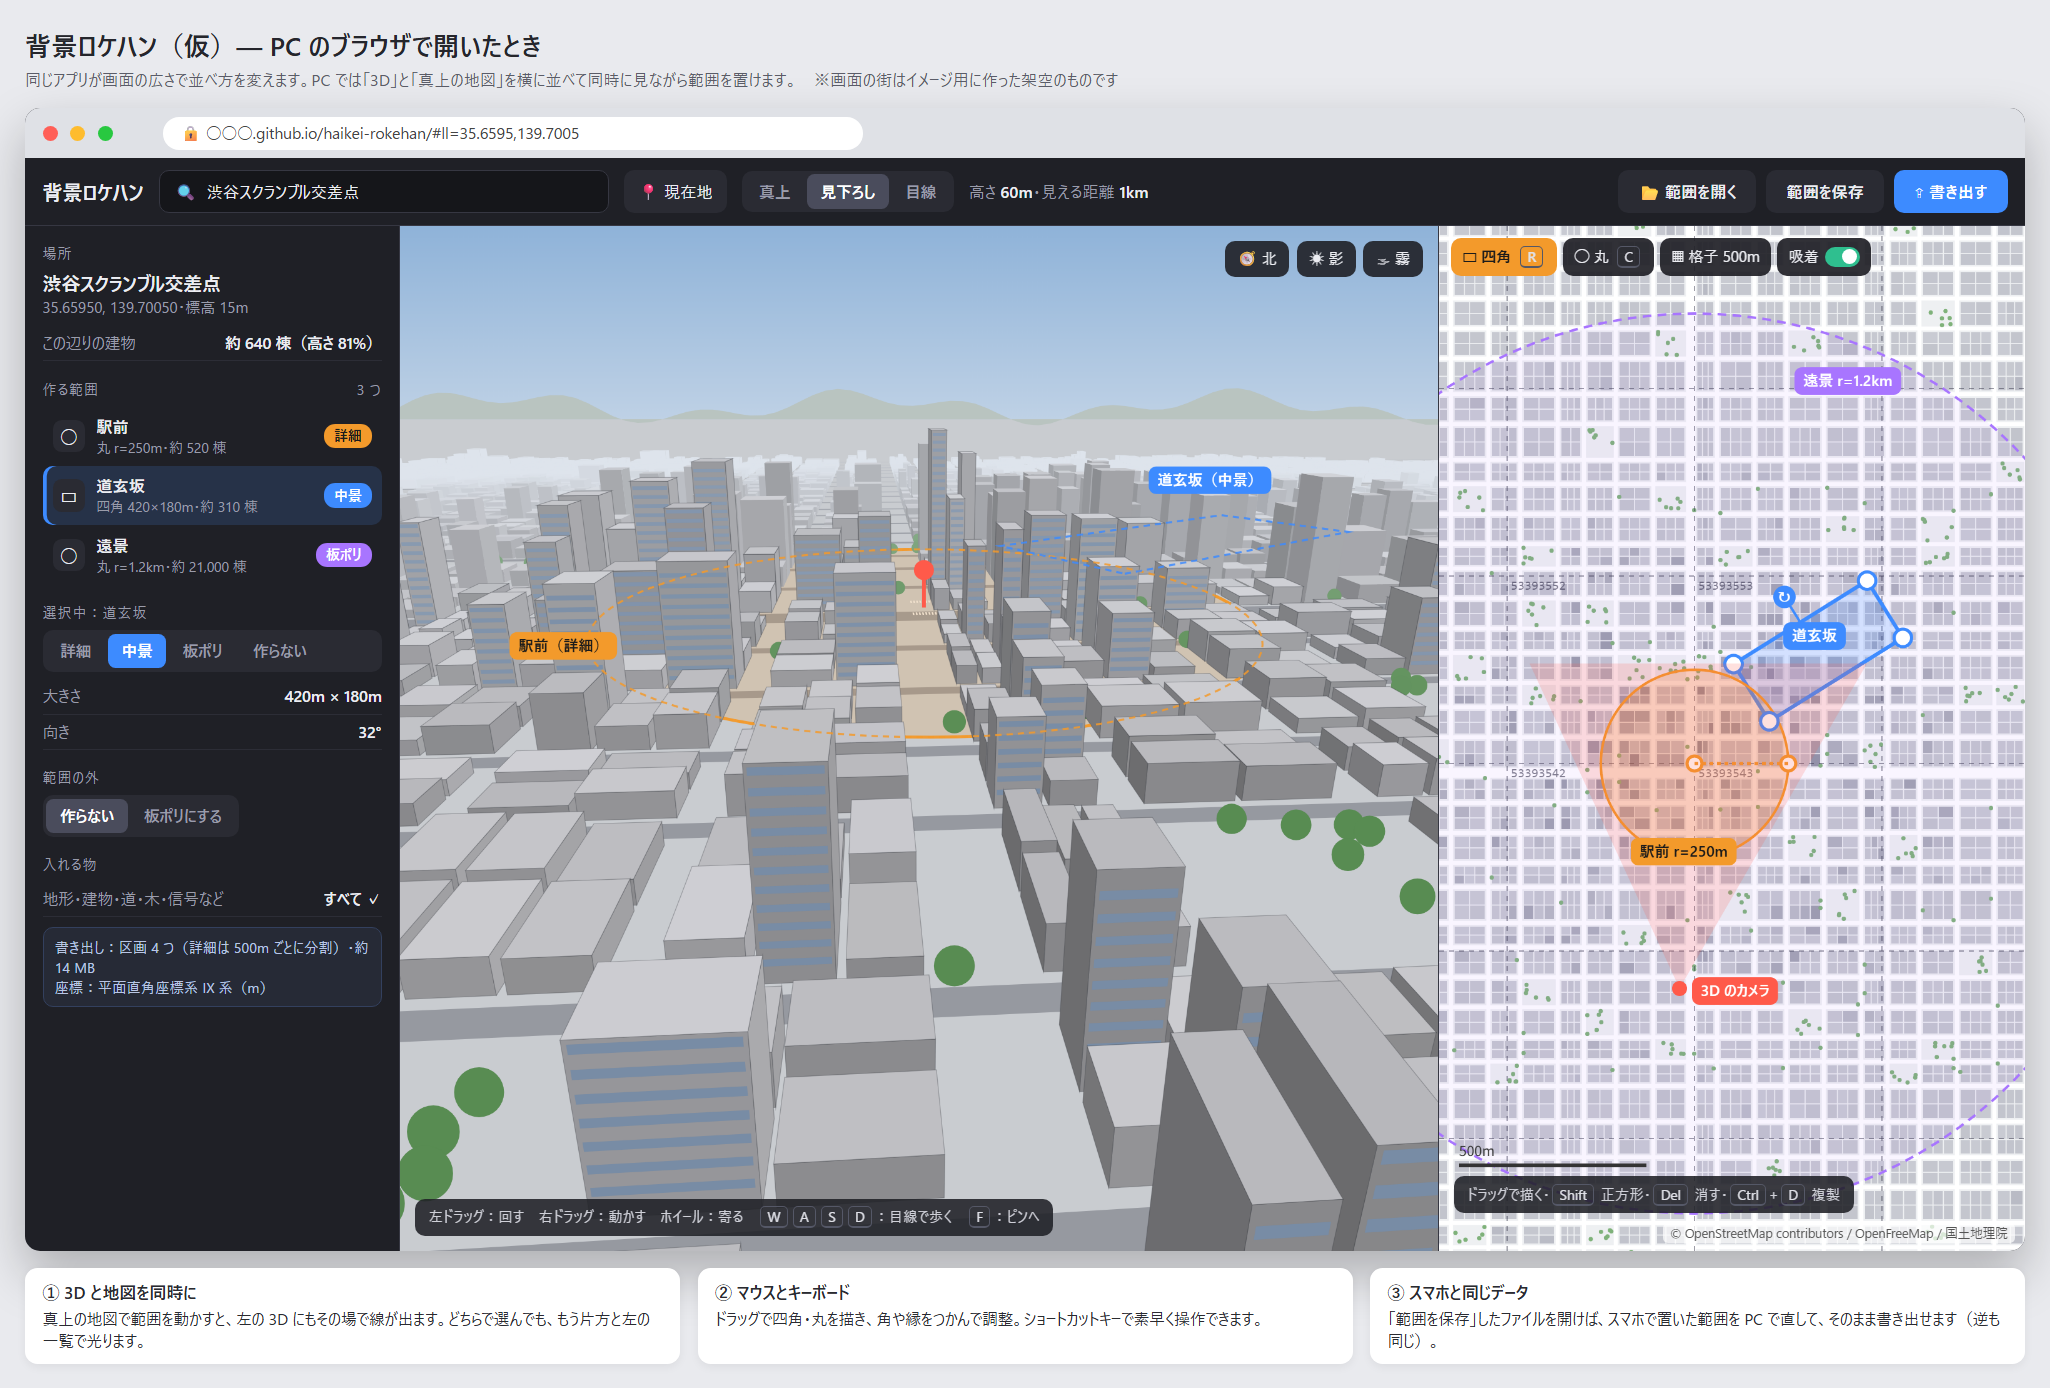 背景ロケハン（仮）— PC のブラウザで開いたとき
同じアプリが画面の広さで並べ方を変えます。PC では「3D」と「真上の地図」を横に並べて同時に見ながら範囲を置けます。 ※画面の街はイメージ用に作った架空のものです
〇〇〇.github.io/haikei-rokehan/#ll=35.6595,139.7005
背景ロケハン
渋谷スクランブル交差点
現在地
真上 見下ろし 目線
高さ 60m・見える距離 1km
範囲を開く
範囲を保存
⇪ 書き出す
場所
渋谷スクランブル交差点
35.65950, 139.70050・標高 15m
この辺りの建物 約 640 棟（高さ 81%）
作る範囲 3 つ
駅前
丸 r=250m・約 520 棟
詳細
道玄坂
四角 420×180m・約 310 棟
中景
遠景
丸 r=1.2km・約 21,000 棟
板ポリ
選択中：道玄坂
詳細 中景 板ポリ 作らない
大きさ 420m × 180m
向き 32°
範囲の外
作らない 板ポリにする
入れる物
地形・建物・道・木・信号など すべて ✓
書き出し：区画 4 つ（詳細は 500m ごとに分割）・約
14 MB
座標：平面直角座標系 IX 系（m）
北
影
霧
道玄坂（中景）
駅前（詳細）
左ドラッグ：回す 右ドラッグ：動かす ホイール：寄る W A S D ：目線で歩く F ：ピンへ
四角 R
丸 C
格子 500m
吸着
遠景 r=1.2km
53393552
53393553
道玄坂
53393542
53393543
駅前 r=250m
3D のカメラ
500m
ドラッグで描く・ Shift 正方形・ Del 消す・ Ctrl + D 複製
© OpenStreetMap contributors / OpenFreeMap / 国土地理院
① 3D と地図を同時に
真上の地図で範囲を動かすと、左の 3D にもその場で線が出ます。どちらで選んでも、もう片方と左の
一覧で光ります。
② マウスとキーボード
ドラッグで四角・丸を描き、角や縁をつかんで調整。ショートカットキーで素早く操作できます。
③ スマホと同じデータ
「範囲を保存」したファイルを開けば、スマホで置いた範囲を PC で直して、そのまま書き出せます（逆も
同じ）。